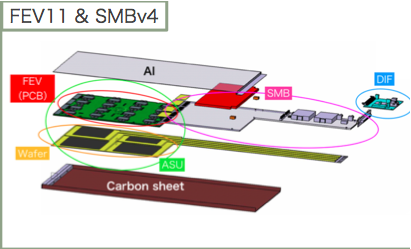 FEV11 & SMBv4
Al
FEV
(PCB)
SMB
DIF
Wafer
ASU
Carbon sheet